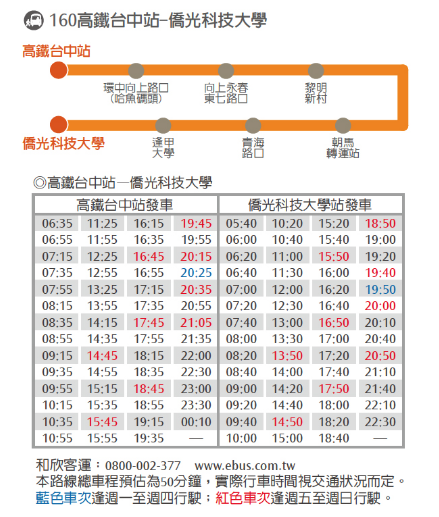 160高鐵台中站-僑光科技大學
高鐵台中站
環中向上路口 向上永春 黎明
(哈魚碼頭) 東七路口 新村
僑光科技大學 逢甲 青海 朝馬
大學 路口 轉運站
◎高鐵台中站—僑光科技大學
高鐵台中站發車 僑光科技大學站發車
06:35 11:25 16:15 19:45 05:40 10:20 15:20 18:50
06:55 11:55 16:35 19:55 06:00 10:40 15:40 19:00
07:15 12:25 16:45 20:15 06:20 11:00 15:50 19:20
07:35 12:55 16:55 20:25 06:40 11:30 16:00 19:40
07:55 13:25 17:15 20:35 07:00 12:00 16:20 19:50
08:15 13:55 17:35 20:55 07:20 12:30 16:40 20:00
08:35 14:15 17:45 21:05 07:40 13:00 16:50 20:10
08:55 14:35 17:55 21:35 08:00 13:30 17:00 20:40
09:15 14:45 18:15 22:00 08:20 13:50 17:20 20:50
09:35 14:55 18:35 22:30 08:40 14:00 17:40 21:10
09:55 15:15 18:45 23:00 09:00 14:20 17:50 21:40
10:15 15:35 18:55 23:30 09:20 14:40 18:00 22:10
10:35 15:45 19:15 00:10 09:40 14:50 18:20 22:30
10:55 15:55 19:35 — 10:00 15:00 18:40 —
和欣客運：0800-002-377 www.ebus.com.tw
本路線總車程預估為50分鐘，實際行車時間視交通狀況而定。
藍色車次逢週一至週四行駛；紅色車次逢週五至週日行駛。